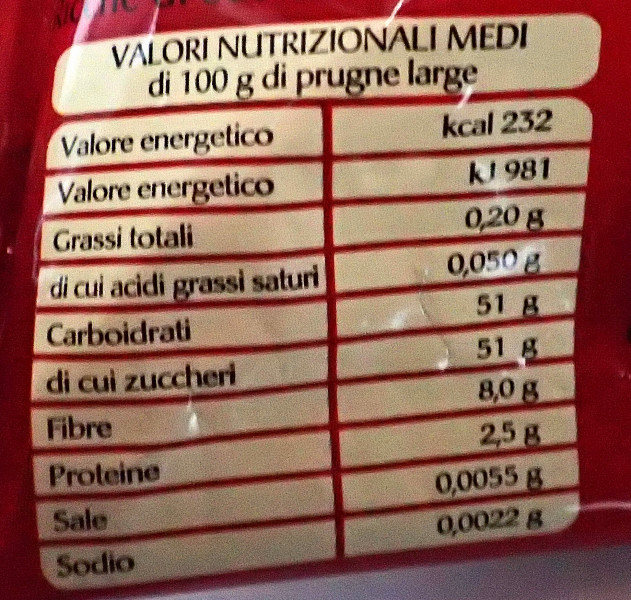 VALORI NUTRIZIONALI MEDI
di 100 g di prugne large
Valore energetico kcal 232
Valore energetico kJ 981
Grassi totali 0,20 g
di cui acidi grassi saturi 0,050 g
Carboidrati 51 g
di cui zuccheri 51 g
Fibre 8,0 g
Proteine 2,5 g
Sale 0,0055 g
Sodio 0,0022 g